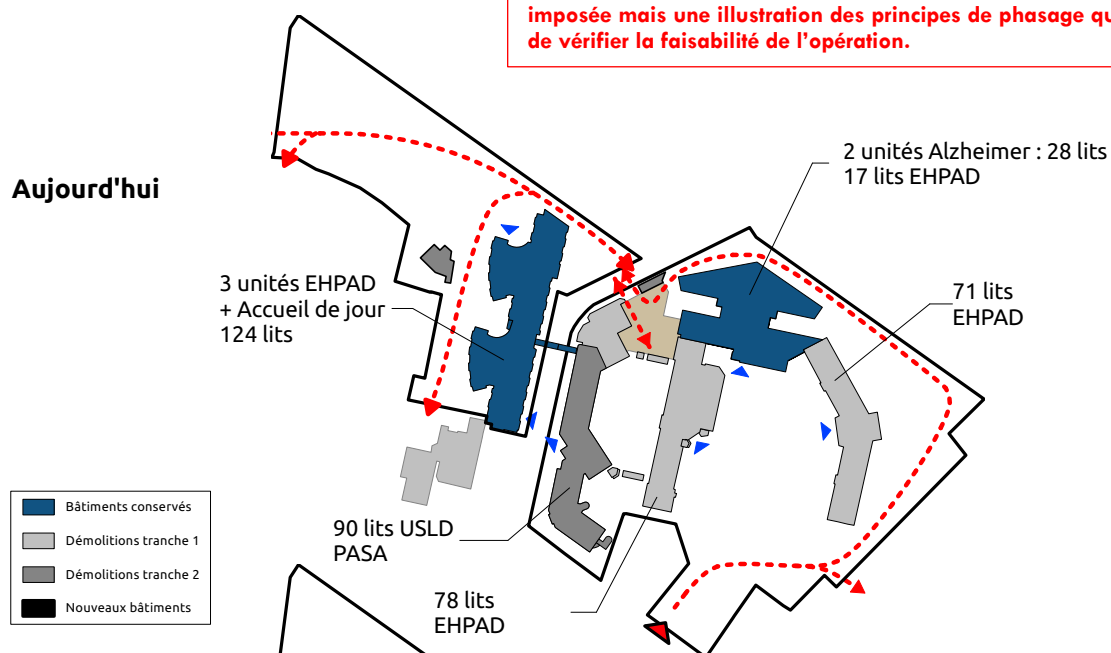 imposée mais une illustration des principes de phasage qu
de vérifier la faisabilité de l'opération.
Aujourd'hui
2 unités Alzheimer : 28 lits
17 lits EHPAD
3 unités EHPAD
+ Accueil de jour
124 lits
71 lits
EHPAD
90 lits USLD
PASA
78 lits
EHPAD
Bâtiments conservés
Démolitions tranche 1
Démolitions tranche 2
Nouveaux bâtiments